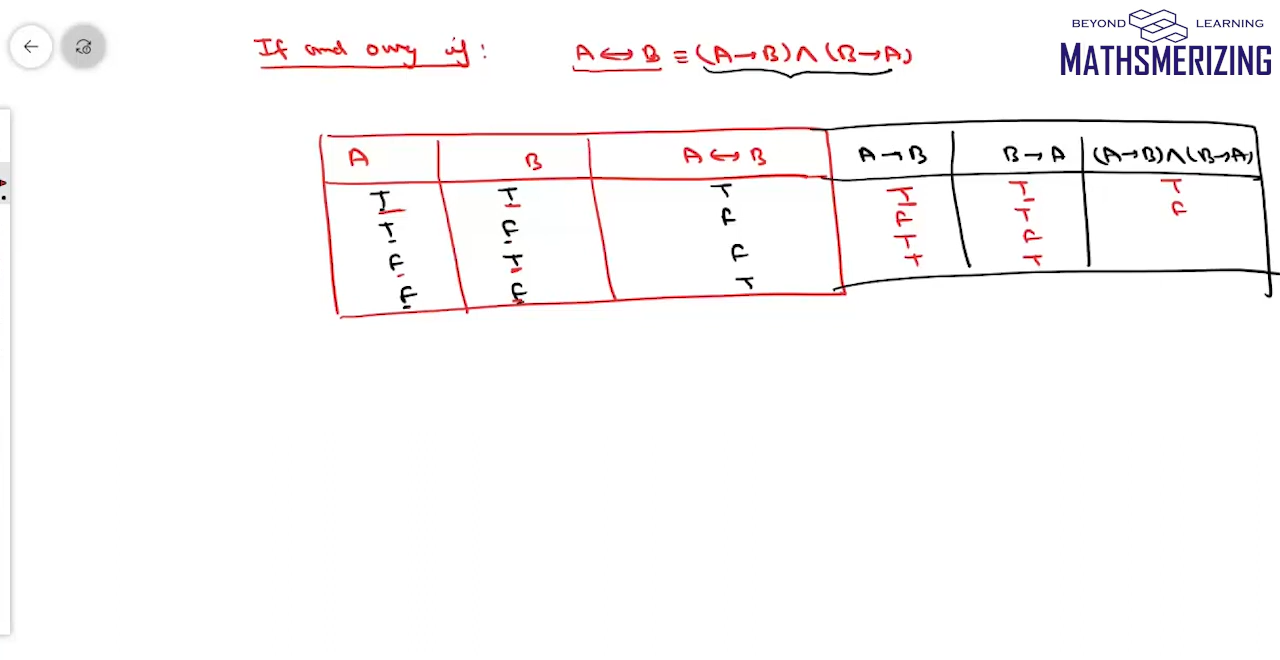 BEYOND LEARNING
MATHSMERIZING
If and only if: A ↔ B ≡ (A→B)∧(B→A)
A B A ↔ B A→B B→A (A→B)∧(B→A)
T T T T T T
T F F F T F
F T F T F
F F T T T